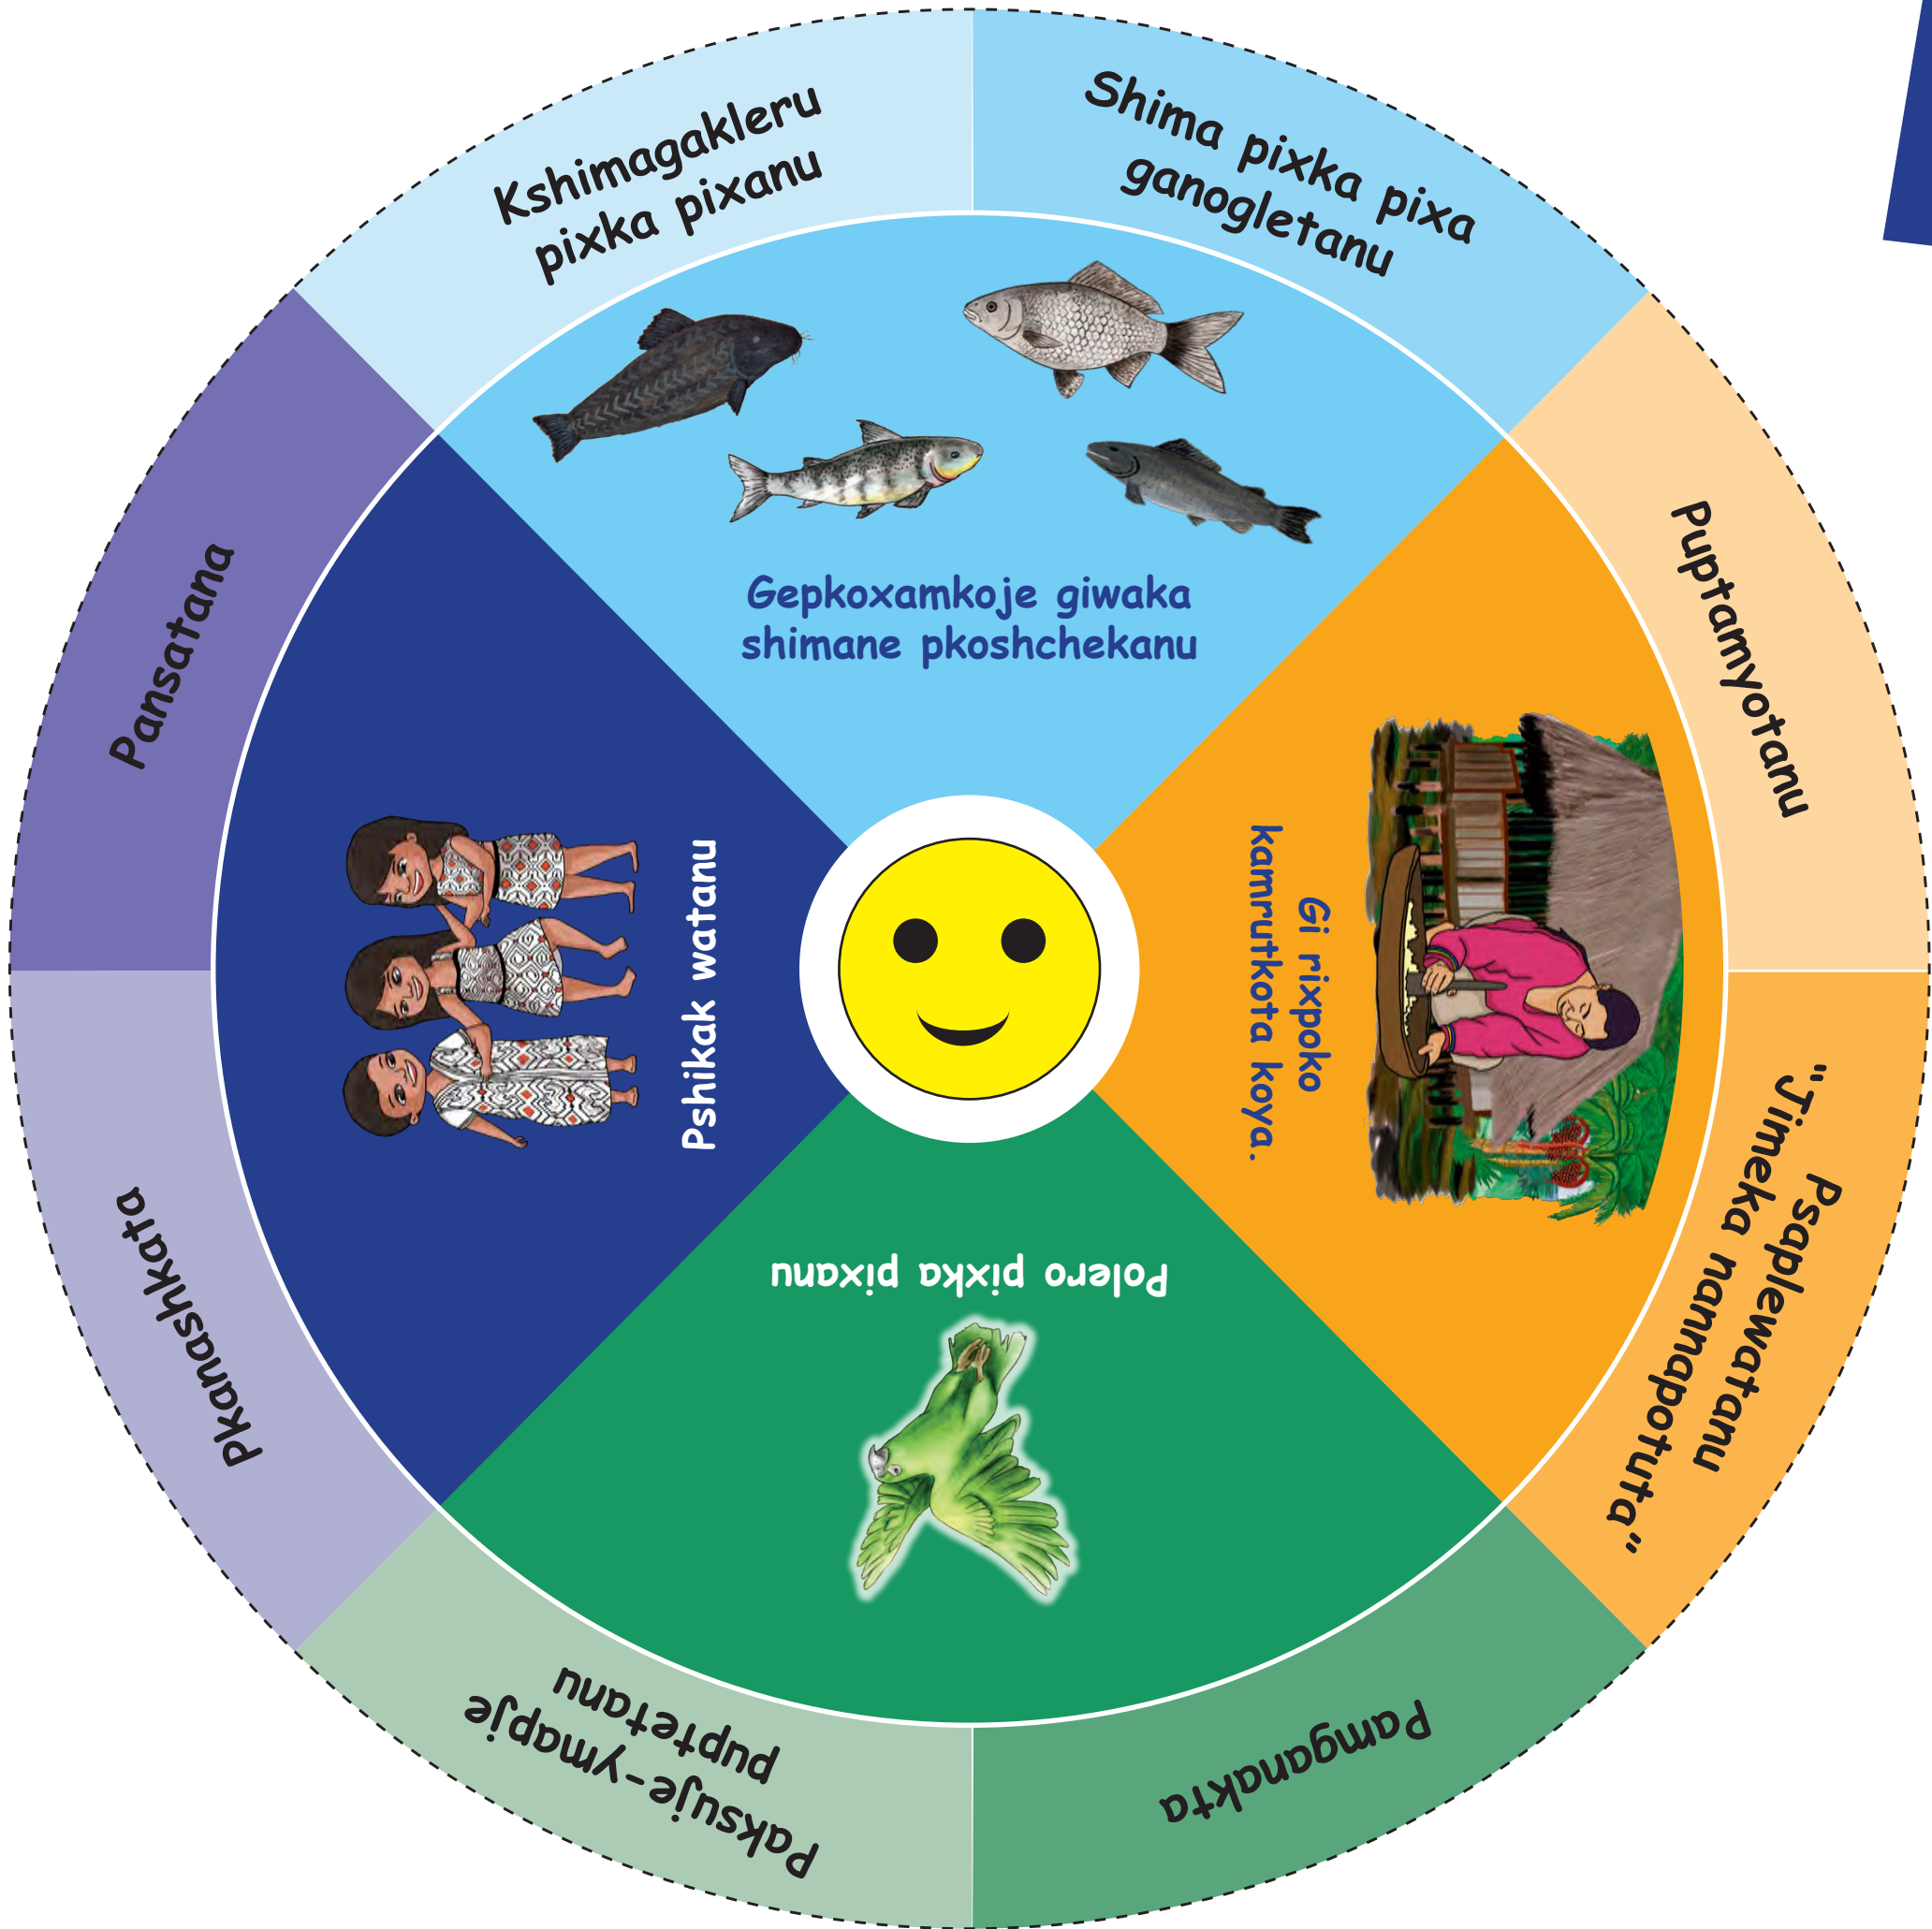 Kshimagakleru
pixka pixanu
Shima pixka pixa
ganogletanu
Puptamyotanu
Psaplewatanu
"Jimeka nannapotuta"
Pamganakta
Paksuje-ymapje
puptetanu
Pkanashkata
Pansatana
Gepkoxamkoje giwaka
shimane pkoshchekanu
Gi rixpoko
kamrutkota koya.
Polero pixka pixanu
Pshikak watanu